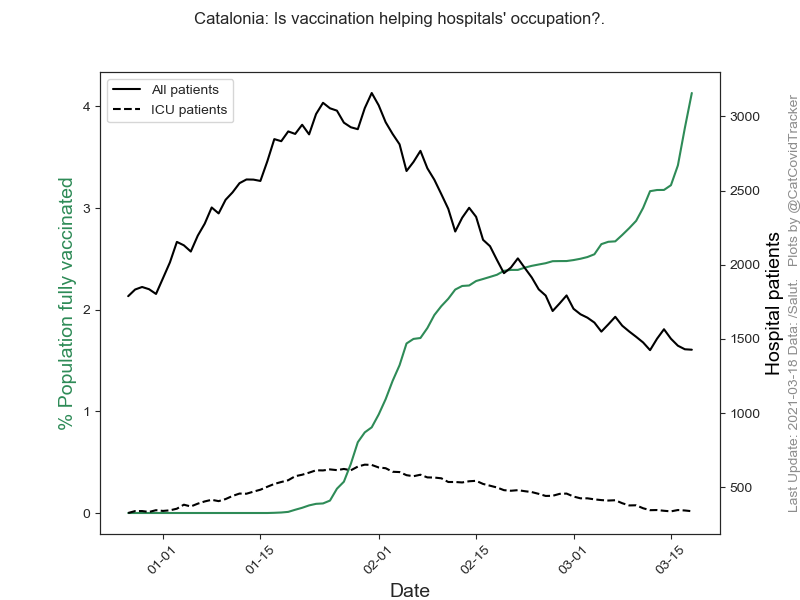 Catalonia: Is vaccination helping hospitals' occupation?.
All patients
ICU patients
% Population fully vaccinated
4
3
2
1
0
3000
2500
2000
1500
1000
500
Hospital patients
Last Update: 2021-03-18 Data: /Salut. Plots by @CatCovidTracker
01-01
01-15
02-01
02-15
03-01
03-15
Date